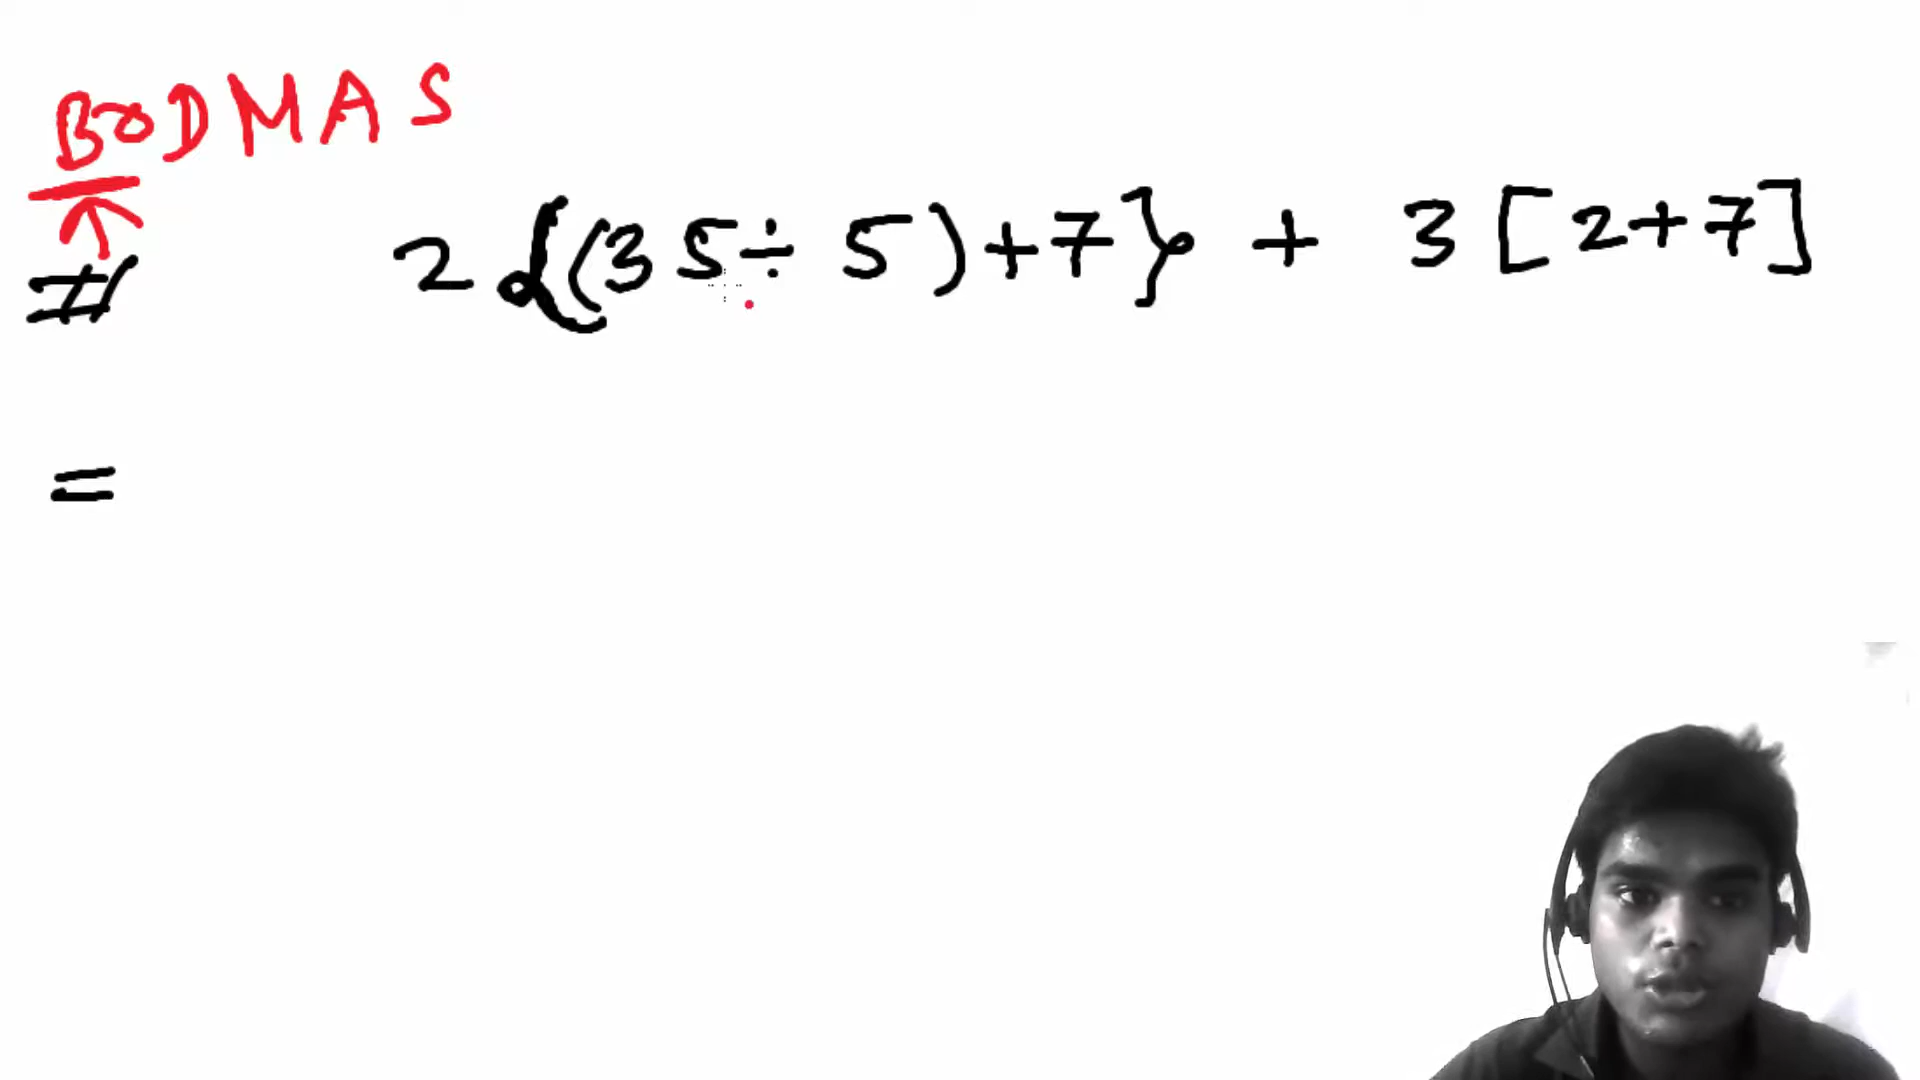 BODMAS
# 2{(35÷5)+7} + 3[2+7]
=